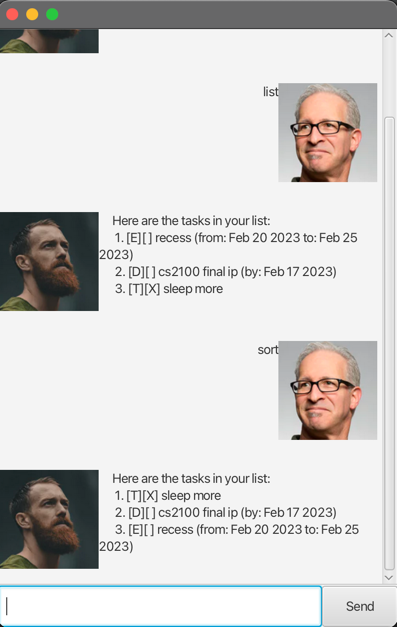 list
Here are the tasks in your list:
1. [E][ ] recess (from: Feb 20 2023 to: Feb 25
2023)
2. [D][ ] cs2100 final ip (by: Feb 17 2023)
3. [T][X] sleep more
sort
Here are the tasks in your list:
1. [T][X] sleep more
2. [D][ ] cs2100 final ip (by: Feb 17 2023)
3. [E][ ] recess (from: Feb 20 2023 to: Feb 25
2023)
Send